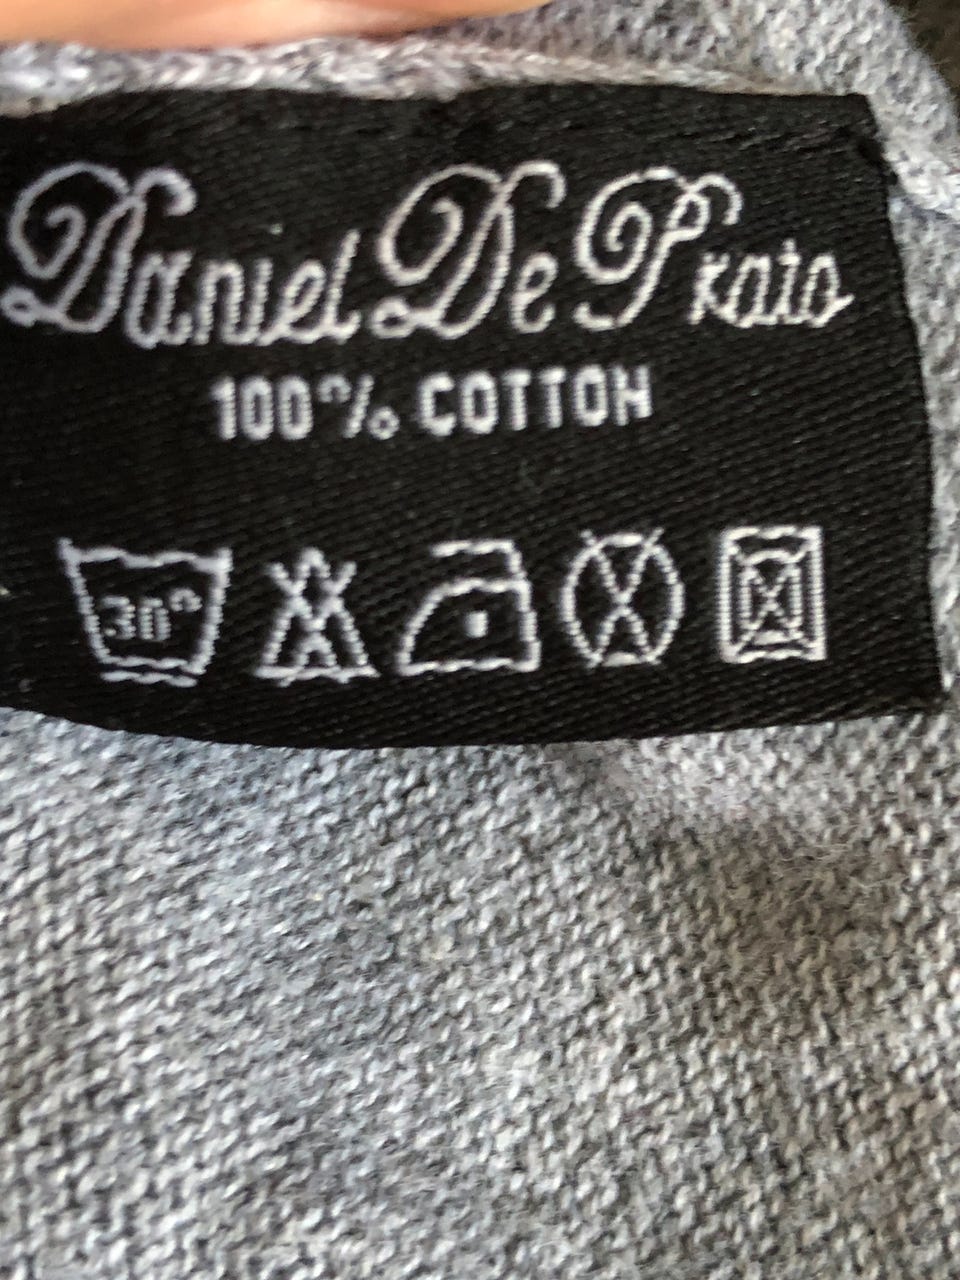 Daniel De Prato
100% COTTON
30°